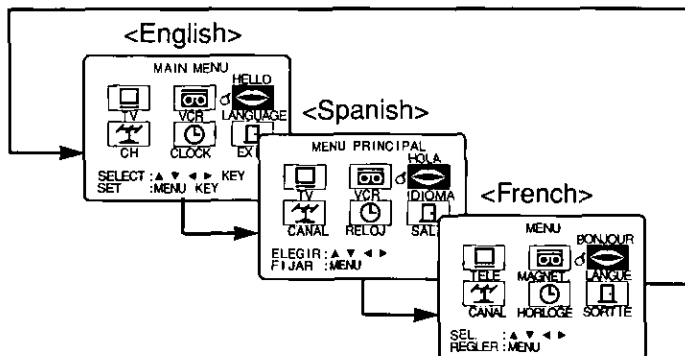 <English>
MAIN MENU
HELLO
TV VCR LANGUAGE
CH CLOCK
SELECT :▲ ▼ ◄ ► KEY
SET :MENU KEY
<Spanish>
MENU PRINCIPAL
HOLA
TV VCR IDIOMA
CANAL RELOJ
ELEGIR :▲ ▼ ◄ ►
FIJAR :MENU
<French>
MENU
BONJOUR
TELE MAGNET LANGUE
CANAL HORLOGE SORTTE
SEL. :▲ ▼ ◄ ►
REGLER :MENU